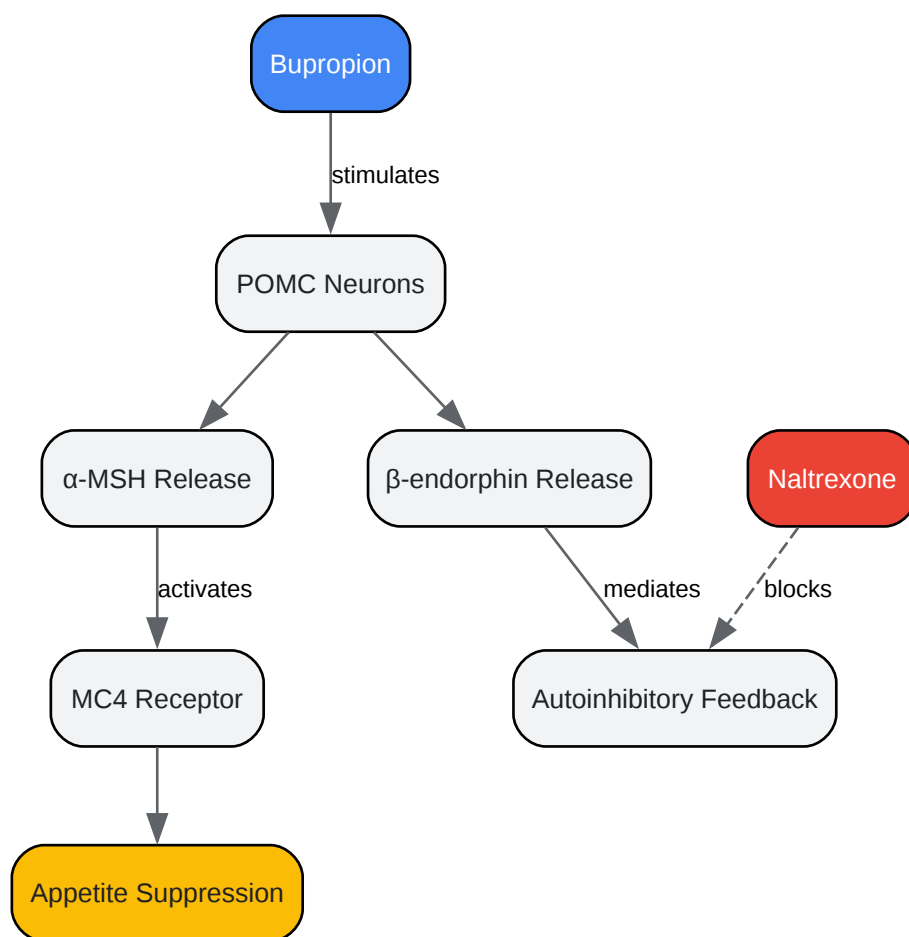 Bupropion
stimulates
POMC Neurons
α-MSH Release
β-endorphin Release
Naltrexone
activates
mediates
blocks
MC4 Receptor
Autoinhibitory Feedback
Appetite Suppression